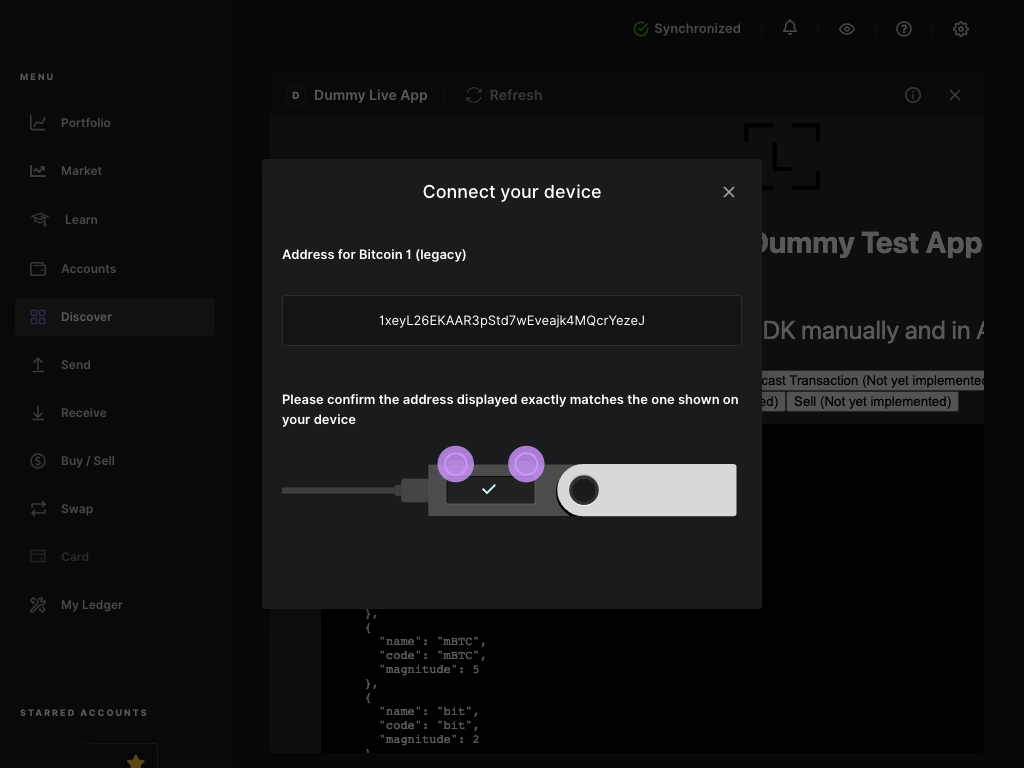 Synchronized
MENU
D Dummy Live App Refresh
Portfolio
Market
Learn
Accounts
Discover
Send
Receive
Buy / Sell
Swap
Card
My Ledger
STARRED ACCOUNTS
L
Connect your device
Address for Bitcoin 1 (legacy)
1xeyL26EKAAR3pStd7wEveajk4MQcrYezeJ
Please confirm the address displayed exactly matches the one shown on
your device
Dummy Test App
DK manually and in A
cast Transaction (Not yet implemented
ed) Sell (Not yet implemented)
},
{
"name": "mBTC",
"code": "mBTC",
"magnitude": 5
},
{
"name": "bit",
"code": "bit",
"magnitude": 2
}